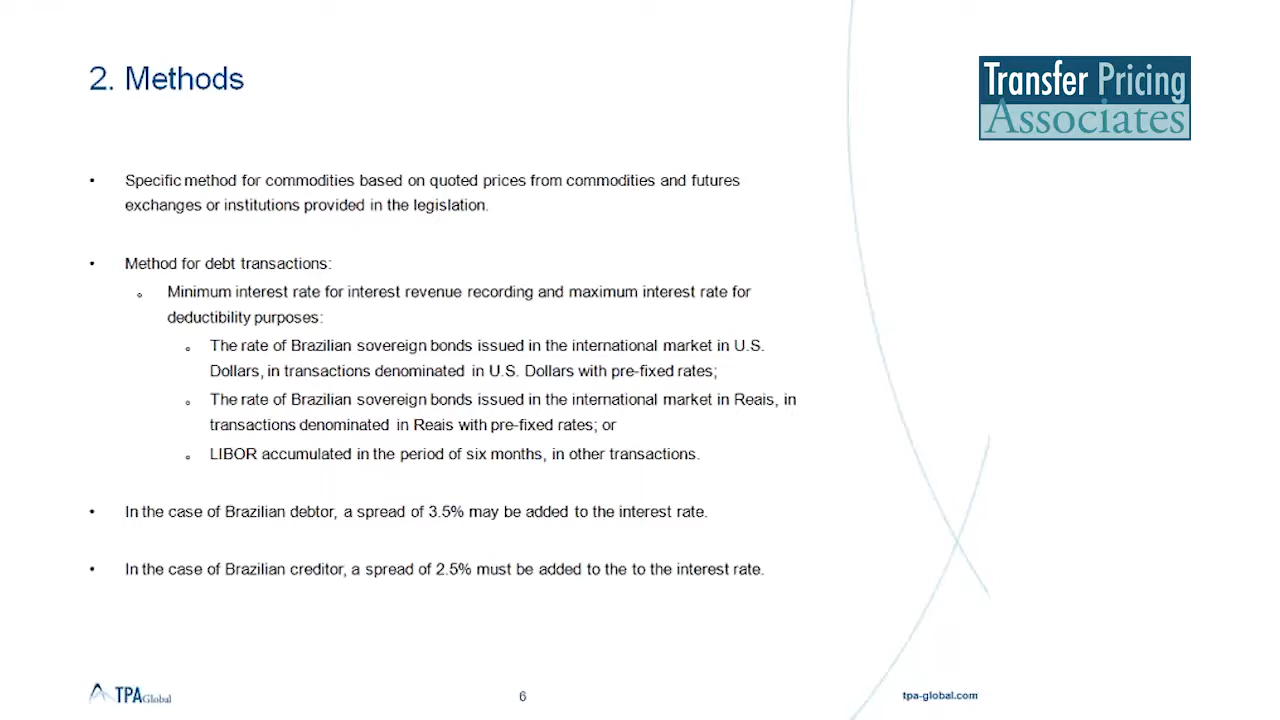 2. Methods
Transfer Pricing
Associates
• Specific method for commodities based on quoted prices from commodities and futures
exchanges or institutions provided in the legislation.
• Method for debt transactions:
Minimum interest rate for interest revenue recording and maximum interest rate for
deductibility purposes:
The rate of Brazilian sovereign bonds issued in the international market in U.S.
Dollars, in transactions denominated in U.S. Dollars with pre-fixed rates;
The rate of Brazilian sovereign bonds issued in the international market in Reais, in
transactions denominated in Reais with pre-fixed rates; or
LIBOR accumulated in the period of six months, in other transactions.
• In the case of Brazilian debtor, a spread of 3.5% may be added to the interest rate.
• In the case of Brazilian creditor, a spread of 2.5% must be added to the to the interest rate.
TPA Global
6
tpa-global.com